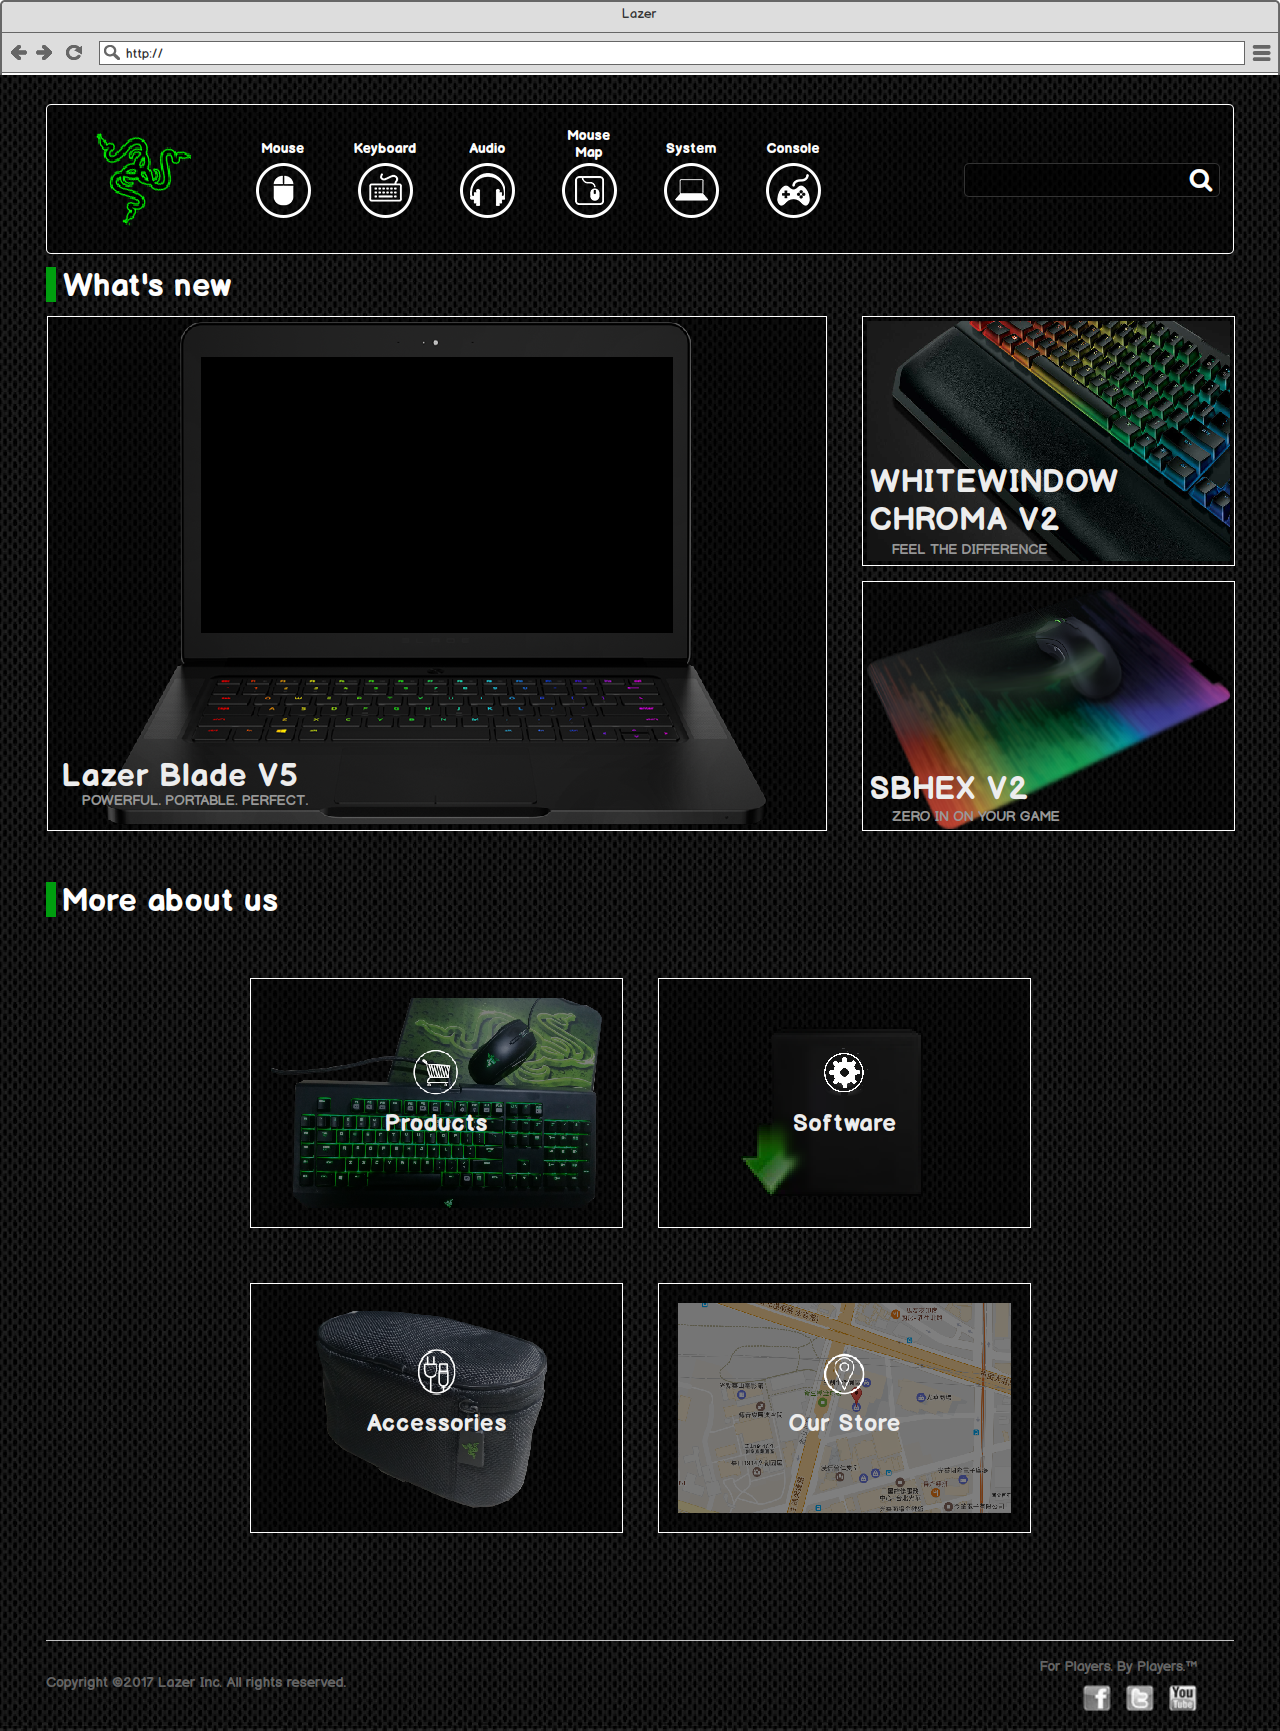 Lazer
http://
Mouse
Keyboard
Audio
Mouse
Map
System
Console
What's new
WHITEWINDOW
CHROMA V2
FEEL THE DIFFERENCE
Lazer Blade V5
POWERFUL. PORTABLE. PERFECT.
SBHEX V2
ZERO IN ON YOUR GAME
More about us
Products
Software
Accessories
Our Store
For Players. By Players.™
Copyright ©2017 Lazer Inc. All rights reserved.
You
Tube